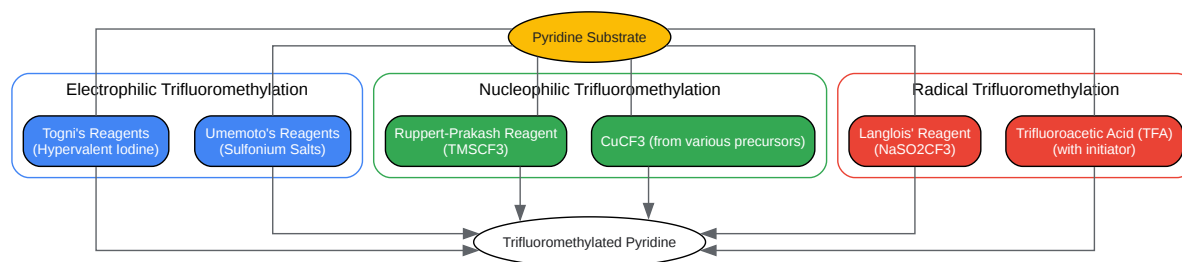 Pyridine Substrate
Electrophilic Trifluoromethylation
Nucleophilic Trifluoromethylation
Radical Trifluoromethylation
Togni's Reagents
(Hypervalent Iodine)
Umemoto's Reagents
(Sulfonium Salts)
Ruppert-Prakash Reagent
(TMSCF3)
CuCF3 (from various precursors)
Langlois' Reagent
(NaSO2CF3)
Trifluoroacetic Acid (TFA)
(with initiator)
Trifluoromethylated Pyridine